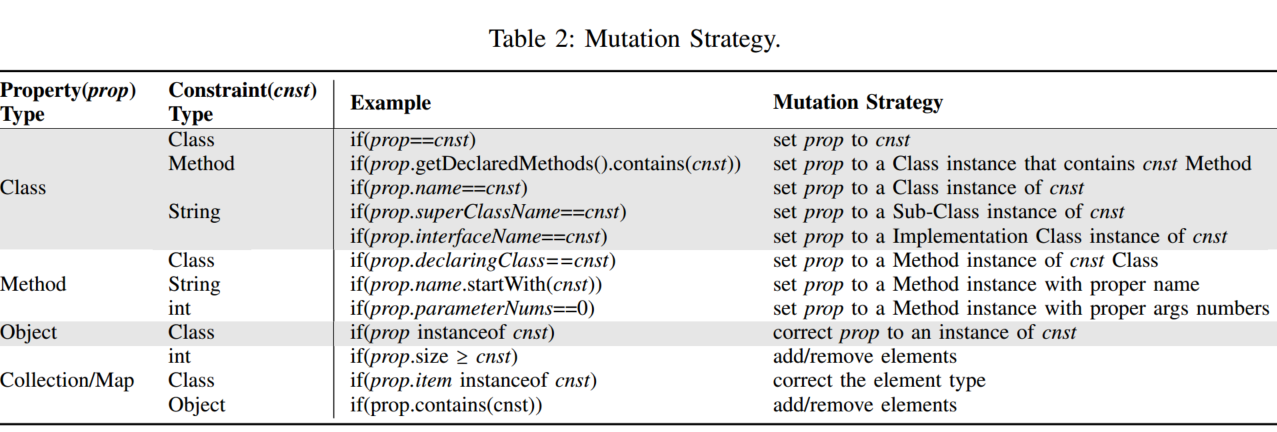 Table 2: Mutation Strategy.
Property(prop) Type Constraint(cnst) Type Example Mutation Strategy
Class if(prop==cnst) set prop to cnst
Method if(prop.getDeclaredMethods().contains(cnst)) set prop to a Class instance that contains cnst Method
Class if(prop.name==cnst) set prop to a Class instance of cnst
String if(prop.superClassName==cnst) set prop to a Sub-Class instance of cnst
if(prop.interfaceName==cnst) set prop to a Implementation Class instance of cnst
Class if(prop.declaringClass==cnst) set prop to a Method instance of cnst Class
Method String if(prop.name.startWith(cnst)) set prop to a Method instance with proper name
int if(prop.parameterNums==0) set prop to a Method instance with proper args numbers
Object Class if(prop instanceof cnst) correct prop to an instance of cnst
int if(prop.size ≥ cnst) add/remove elements
Collection/Map Class if(prop.item instanceof cnst) correct the element type
Object if(prop.contains(cnst)) add/remove elements